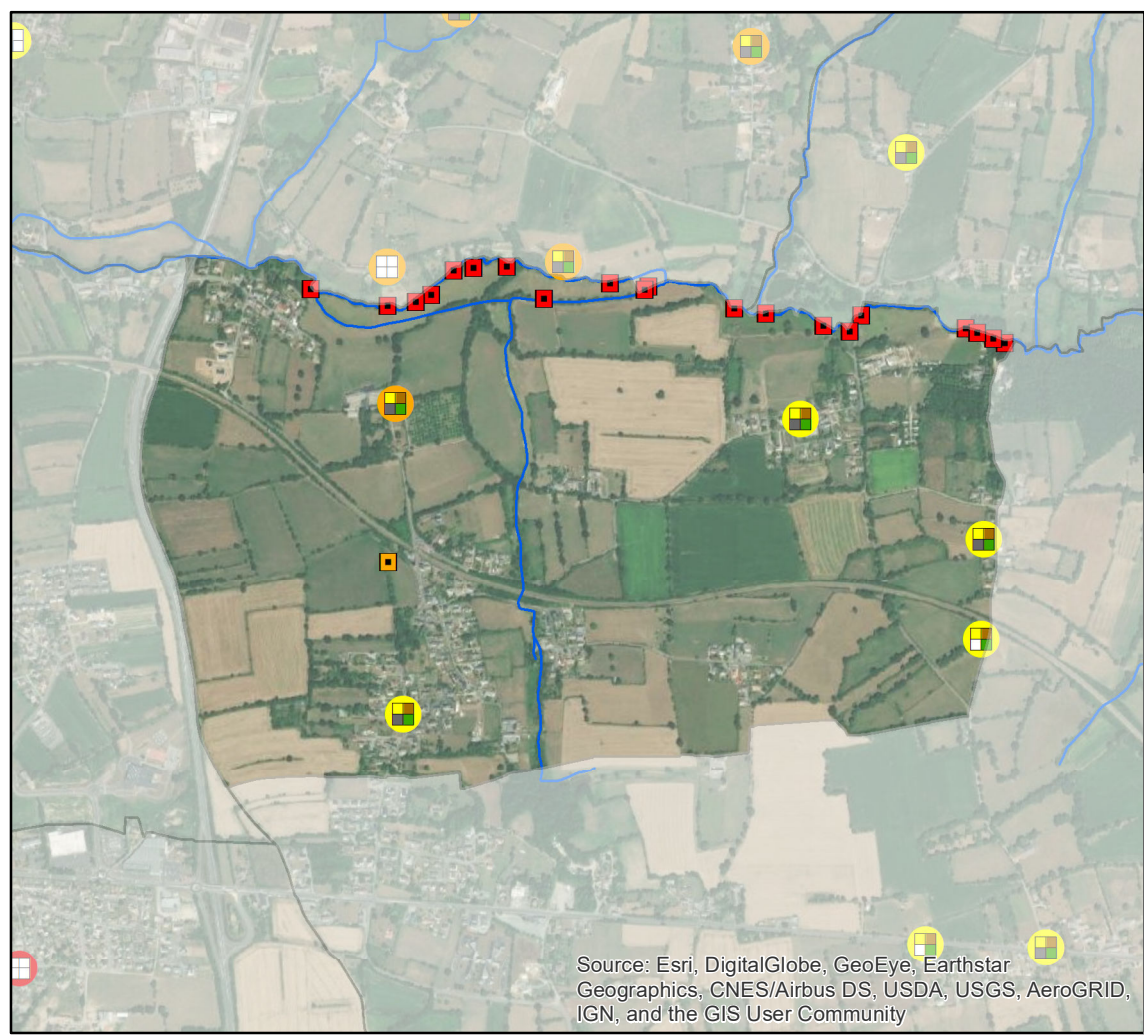 Source: Esri, DigitalGlobe, GeoEye, Earthstar
Geographics, CNES/Airbus DS, USDA, USGS, AeroGRID,
IGN, and the GIS User Community